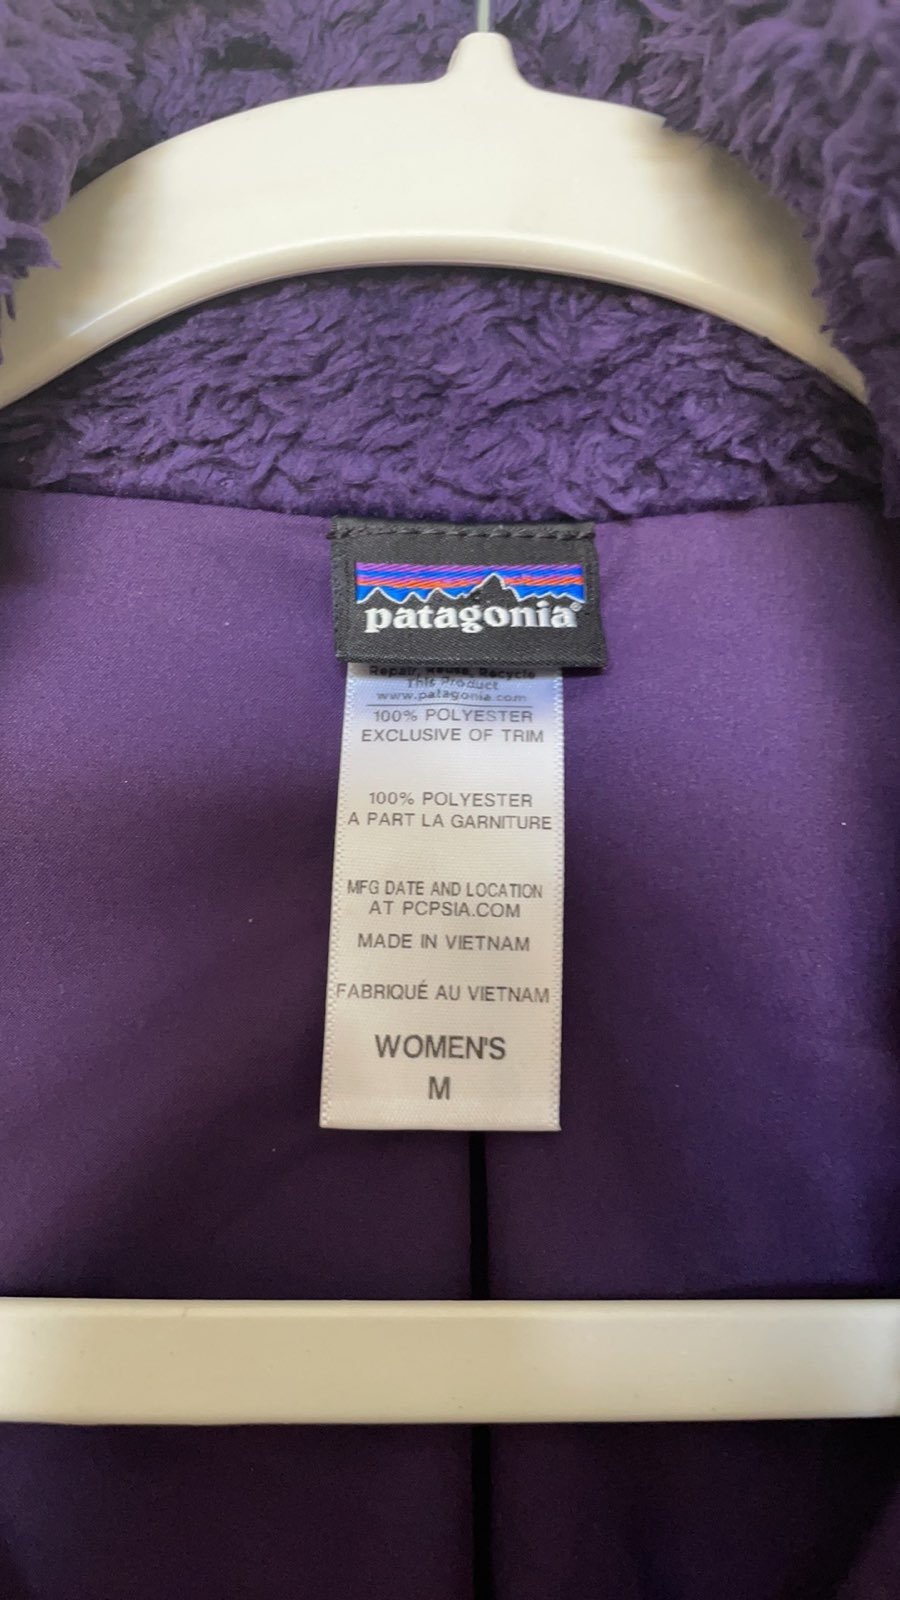 patagonia®
Repair, Reuse, Recycle
This Product
www.patagonia.com
100% POLYESTER
EXCLUSIVE OF TRIM
100% POLYESTER
A PART LA GARNITURE
MFG DATE AND LOCATION
AT PCPSIA.COM
MADE IN VIETNAM
FABRIQUÉ AU VIETNAM
WOMEN'S
M